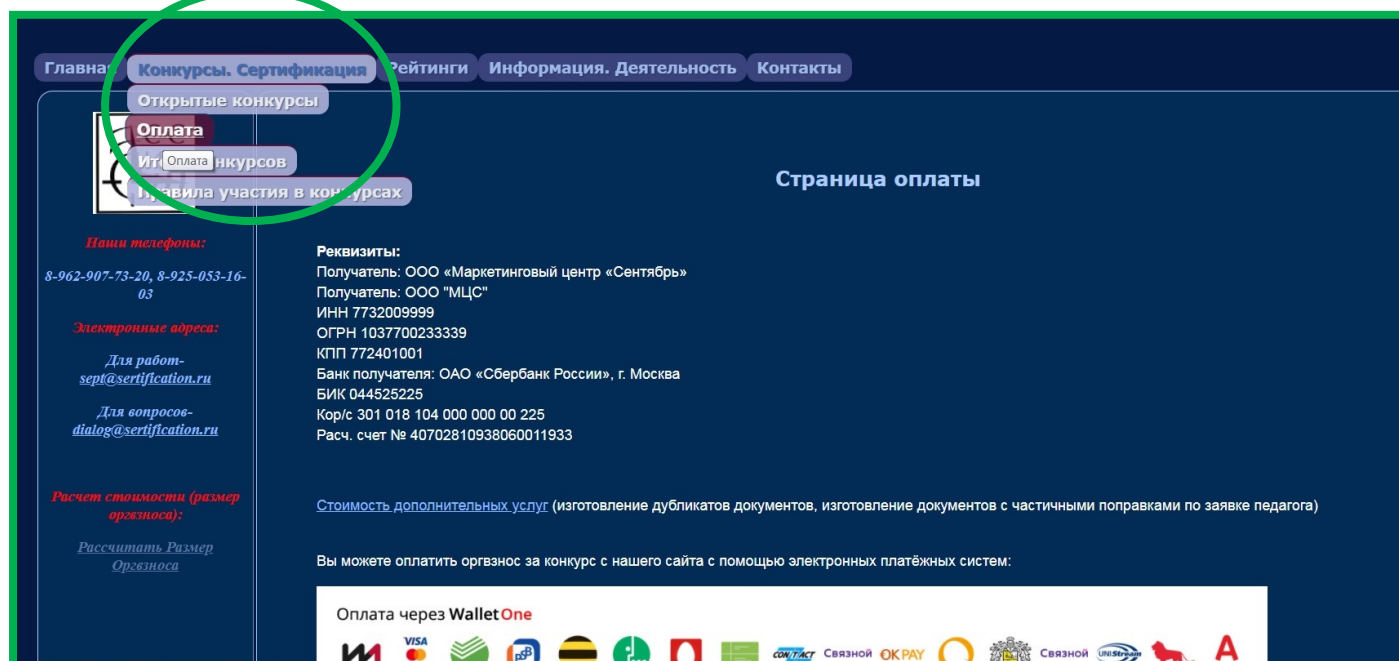 Главная Конкурсы. Сертификация Рейтинги Информация. Деятельность Контакты
Открытые конкурсы
Оплата
Оплата
Правила участия в конкурсах
Страница оплаты
Наши телефоны:
8-962-907-73-20, 8-925-053-16-
03
Электронные адреса:
Для работ-
sept@sertification.ru
Для вопросов-
dialog@sertification.ru
Расчет стоимости (размер
оргвзноса):
Рассчитать Размер
Оргвзноса
Реквизиты:
Получатель: ООО «Маркетинговый центр «Сентябрь»
Получатель: ООО "МЦС"
ИНН 7732009999
ОГРН 1037700233339
КПП 772401001
Банк получателя: ОАО «Сбербанк России», г. Москва
БИК 044525225
Кор/с 301 018 104 000 000 00 225
Расч. счет № 40702810938060011933
Стоимость дополнительных услуг (изготовление дубликатов документов, изготовление документов с частичными поправками по заявке педагога)
Вы можете оплатить оргвзнос за конкурс с нашего сайта с помощью электронных платёжных систем:
Оплата через WalletOne
VISA
CONTACT Связной OKPAY Связной UNIStream